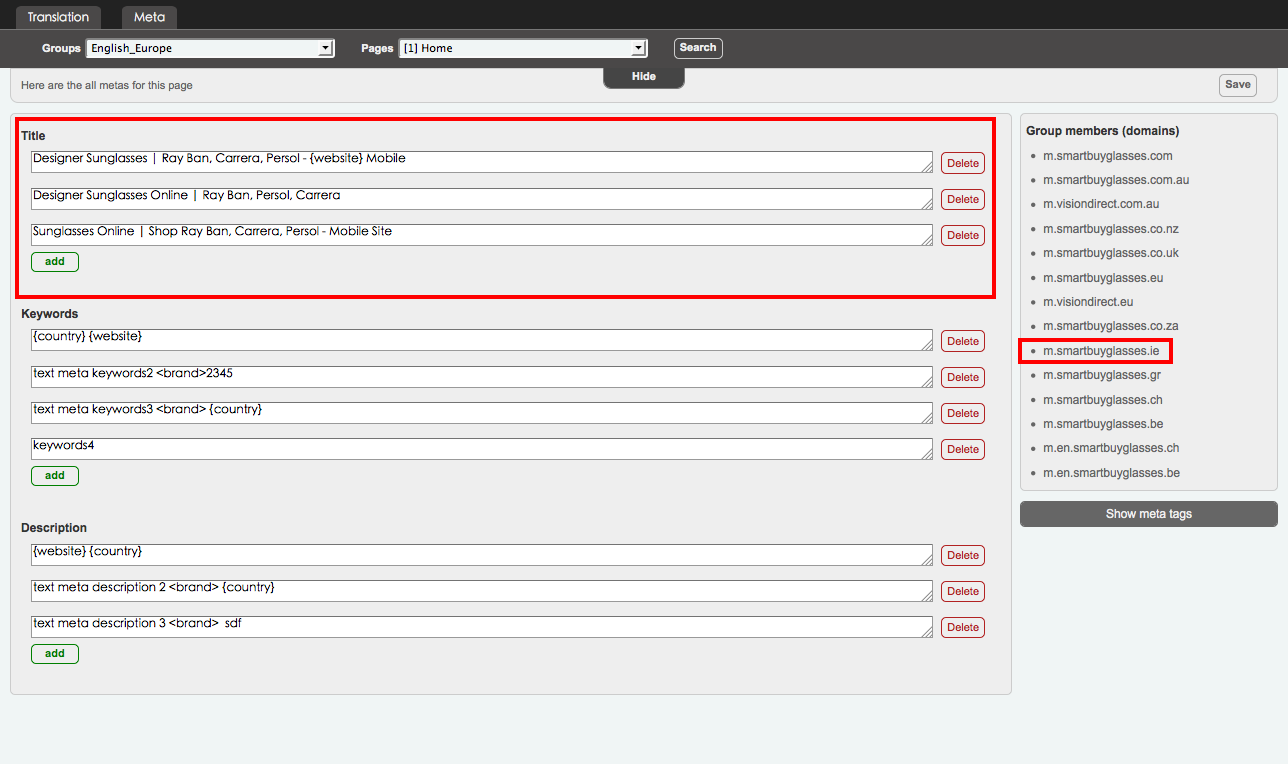 Translation Meta
Groups English_Europe Pages [1] Home Search
Here are the all metas for this page Hide Save
Title
Designer Sunglasses | Ray Ban, Carrera, Persol - {website} Mobile Delete
Designer Sunglasses Online | Ray Ban, Persol, Carrera Delete
Sunglasses Online | Shop Ray Ban, Carrera, Persol - Mobile Site Delete
add
Keywords
{country} {website} Delete
text meta keywords2 <brand>2345 Delete
text meta keywords3 <brand> {country} Delete
keywords4 Delete
add
Description
{website} {country} Delete
text meta description 2 <brand> {country} Delete
text meta description 3 <brand>  sdf Delete
add
Group members (domains)
m.smartbuyglasses.com
m.smartbuyglasses.com.au
m.visiondirect.com.au
m.smartbuyglasses.co.nz
m.smartbuyglasses.co.uk
m.smartbuyglasses.eu
m.visiondirect.eu
m.smartbuyglasses.co.za
m.smartbuyglasses.ie
m.smartbuyglasses.gr
m.smartbuyglasses.ch
m.smartbuyglasses.be
m.en.smartbuyglasses.ch
m.en.smartbuyglasses.be
Show meta tags